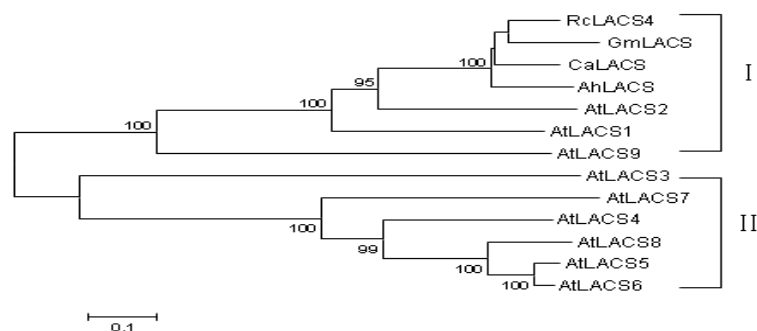 RcLACS4
GmLACS
100
CaLACS
I
95
AhLACS
100
AtLACS2
100
AtLACS1
AtLACS9
AtLACS3
AtLACS7
100
AtLACS4
II
99
AtLACS8
100
AtLACS5
100
AtLACS6
0.1